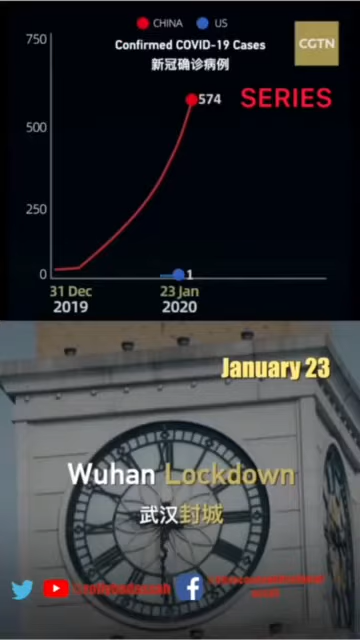 CHINA US
CGTN
Confirmed COVID-19 Cases
新冠确诊病例
750
574 SERIES
500
250
0
1
31 Dec 23 Jan
2019 2020
January 23
Wuhan Lockdown
武汉封城